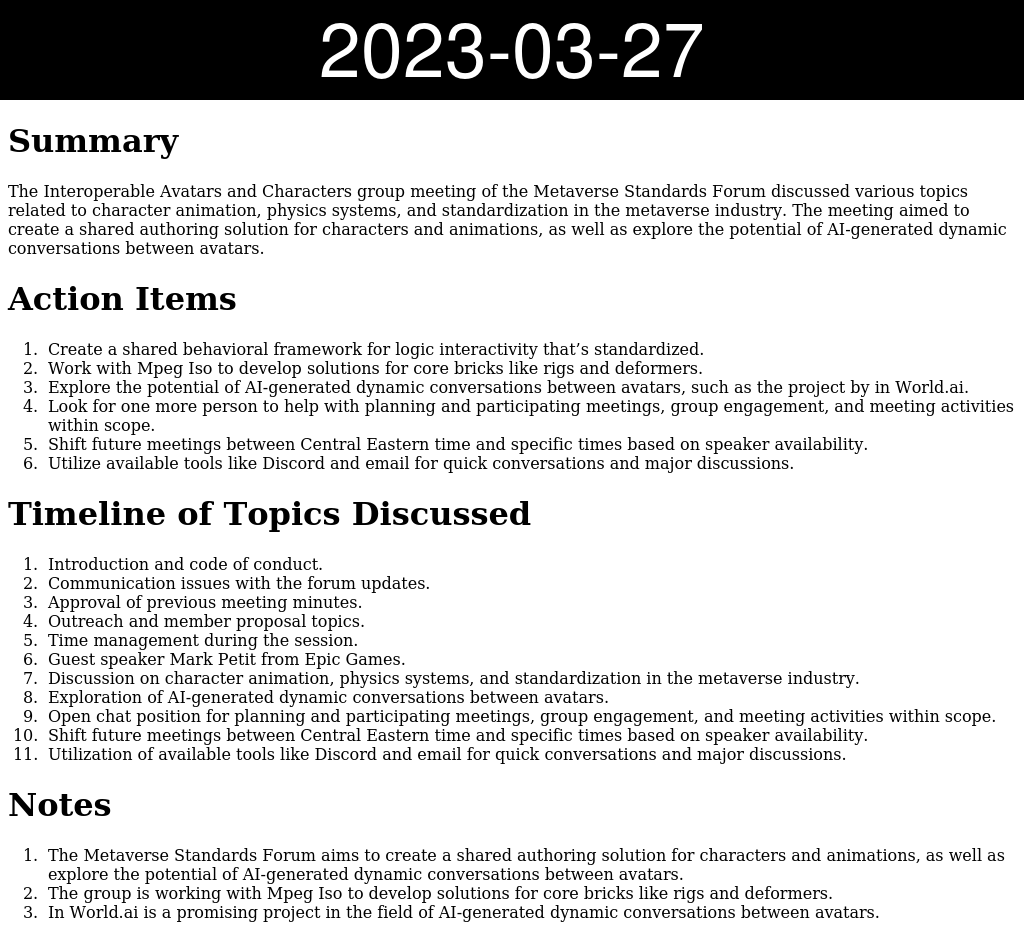 2023-03-27
Summary
The Interoperable Avatars and Characters group meeting of the Metaverse Standards Forum discussed various topics
related to character animation, physics systems, and standardization in the metaverse industry. The meeting aimed to
create a shared authoring solution for characters and animations, as well as explore the potential of AI-generated dynamic
conversations between avatars.
Action Items
1. Create a shared behavioral framework for logic interactivity that’s standardized.
2. Work with Mpeg Iso to develop solutions for core bricks like rigs and deformers.
3. Explore the potential of AI-generated dynamic conversations between avatars, such as the project by in World.ai.
4. Look for one more person to help with planning and participating meetings, group engagement, and meeting activities
within scope.
5. Shift future meetings between Central Eastern time and specific times based on speaker availability.
6. Utilize available tools like Discord and email for quick conversations and major discussions.
Timeline of Topics Discussed
1. Introduction and code of conduct.
2. Communication issues with the forum updates.
3. Approval of previous meeting minutes.
4. Outreach and member proposal topics.
5. Time management during the session.
6. Guest speaker Mark Petit from Epic Games.
7. Discussion on character animation, physics systems, and standardization in the metaverse industry.
8. Exploration of AI-generated dynamic conversations between avatars.
9. Open chat position for planning and participating meetings, group engagement, and meeting activities within scope.
10. Shift future meetings between Central Eastern time and specific times based on speaker availability.
11. Utilization of available tools like Discord and email for quick conversations and major discussions.
Notes
1. The Metaverse Standards Forum aims to create a shared authoring solution for characters and animations, as well as
explore the potential of AI-generated dynamic conversations between avatars.
2. The group is working with Mpeg Iso to develop solutions for core bricks like rigs and deformers.
3. In World.ai is a promising project in the field of AI-generated dynamic conversations between avatars.